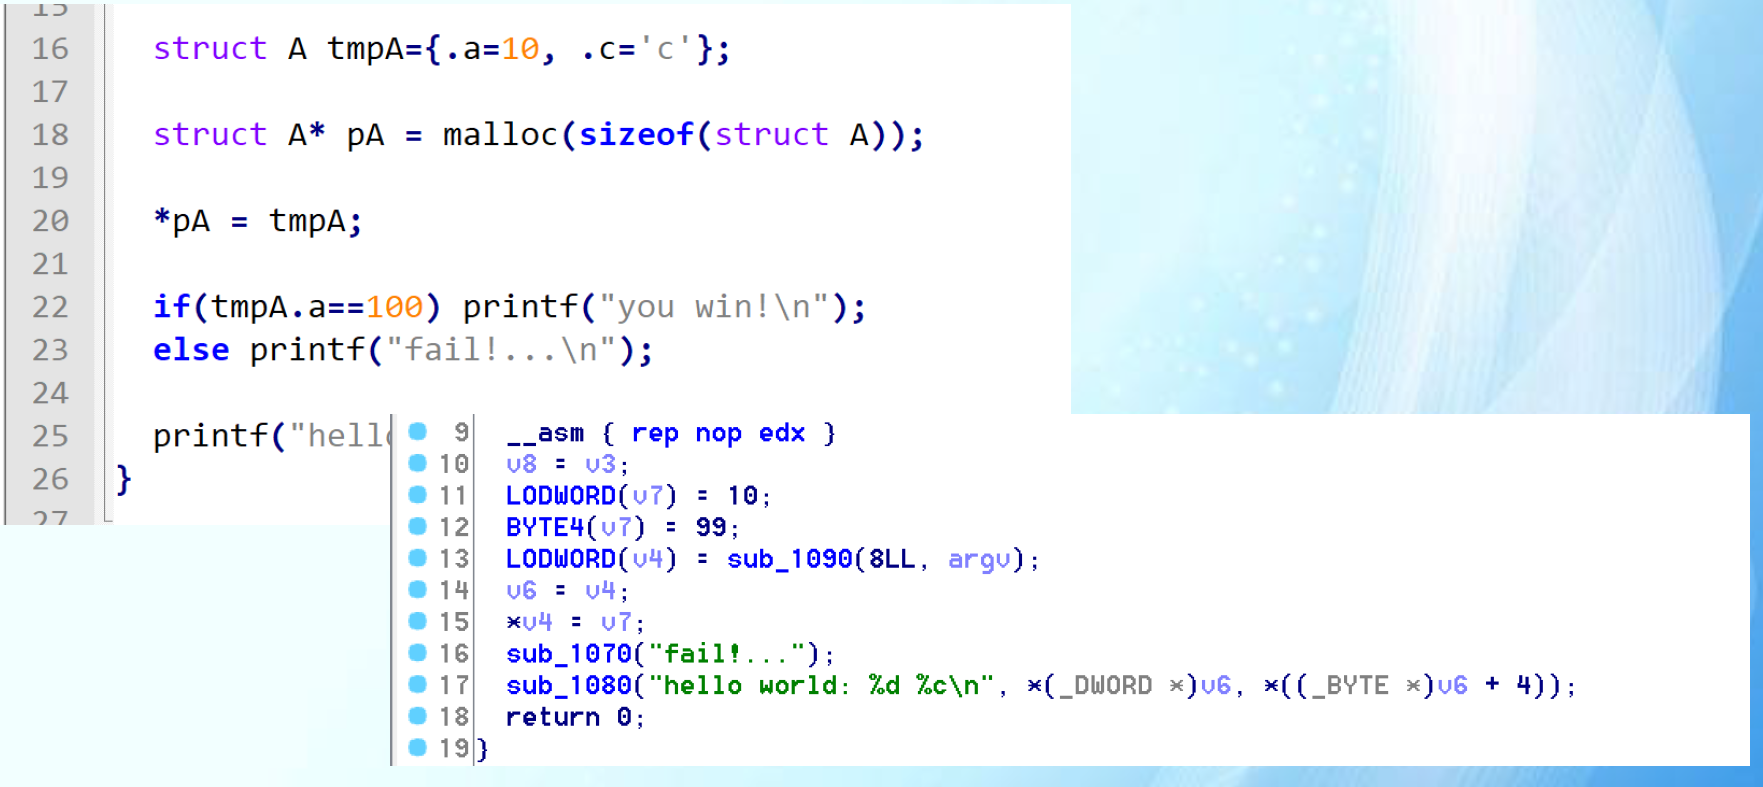 15
16 struct A tmpA={.a=10, .c='c'};
17
18 struct A* pA = malloc(sizeof(struct A));
19
20 *pA = tmpA;
21
22 if(tmpA.a==100) printf("you win!\n");
23 else printf("fail!...\n");
24
25 printf("hell
26 }
27
9 __asm { rep nop edx }
10 v8 = v3;
11 LODWORD(v7) = 10;
12 BYTE4(v7) = 99;
13 LODWORD(v4) = sub_1090(8LL, argv);
14 v6 = v4;
15 *v4 = v7;
16 sub_1070("fail!...");
17 sub_1080("hello world: %d %c\n", *(_DWORD *)v6, *((_BYTE *)v6 + 4));
18 return 0;
19 }